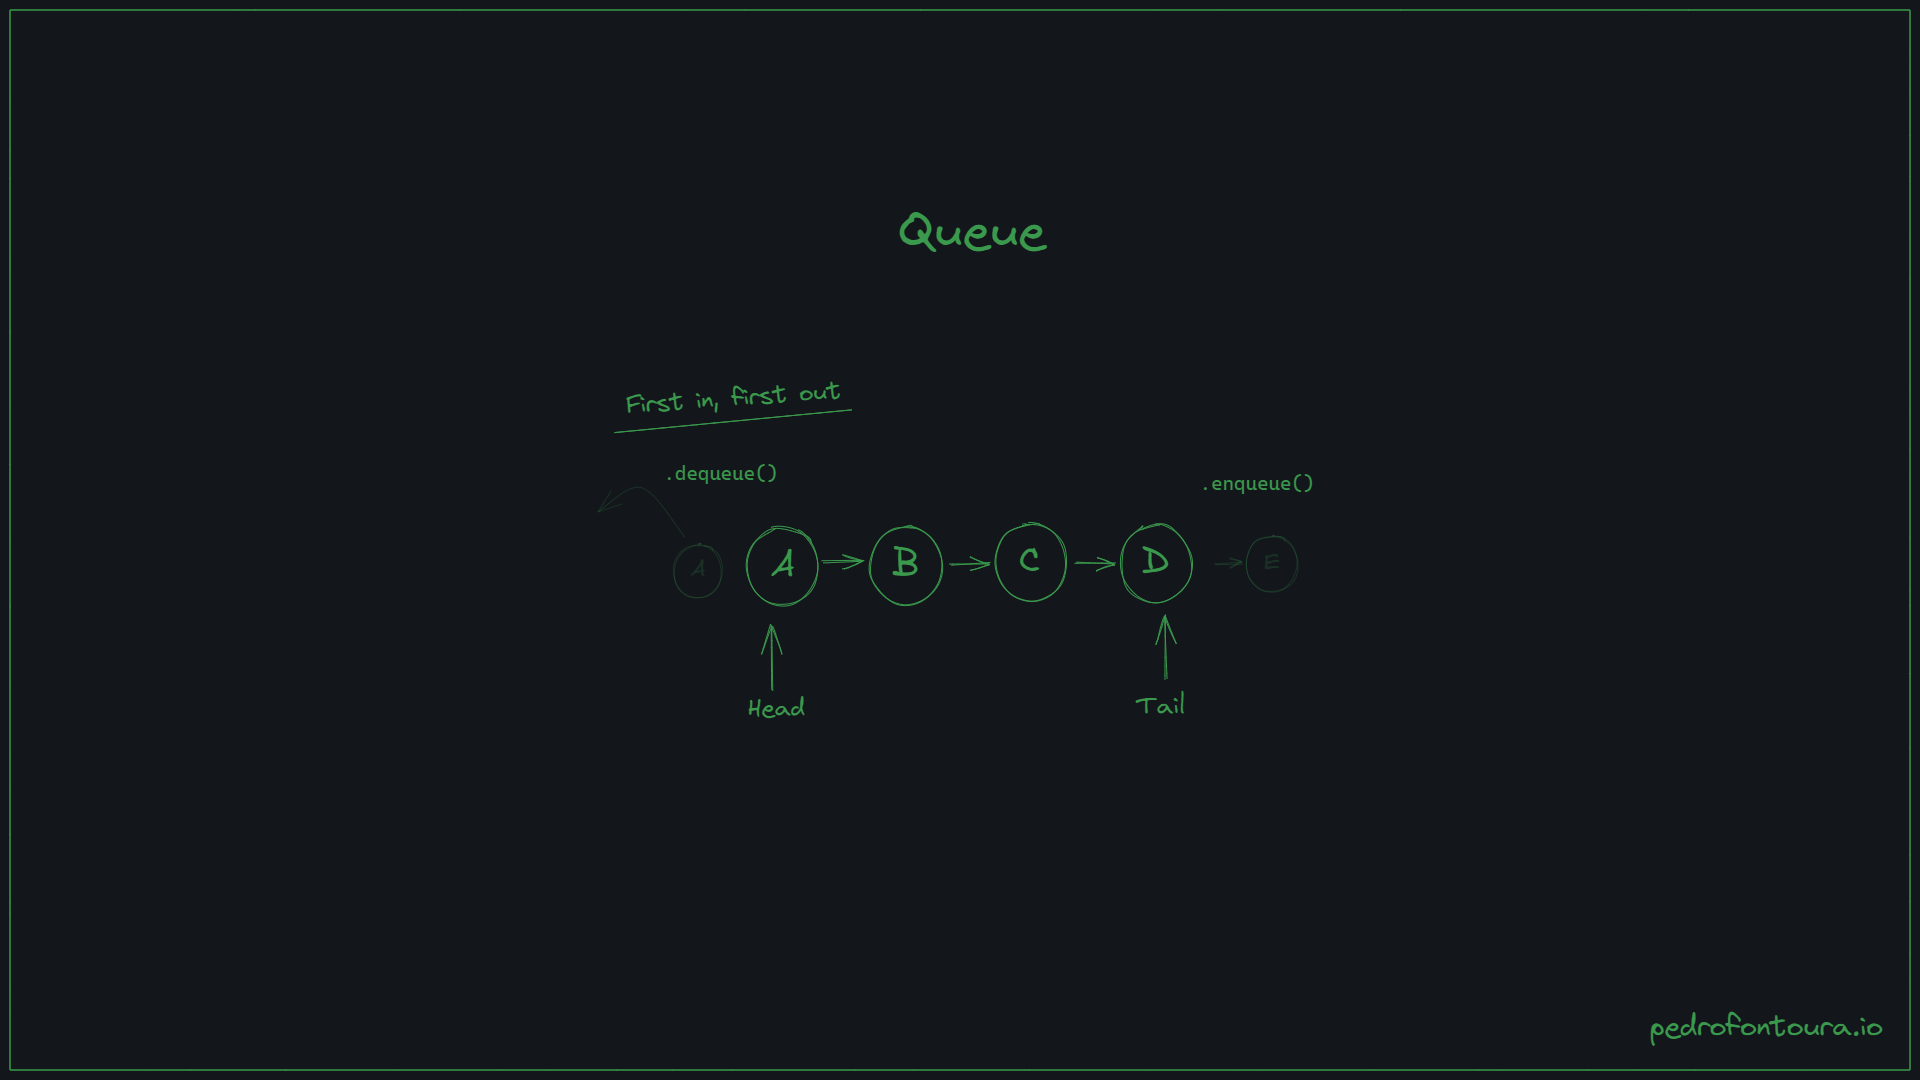 Queue
First in, first out
.dequeue()
.enqueue()
A
A
B
C
D
E
Head
Tail
pedrofontoura.io